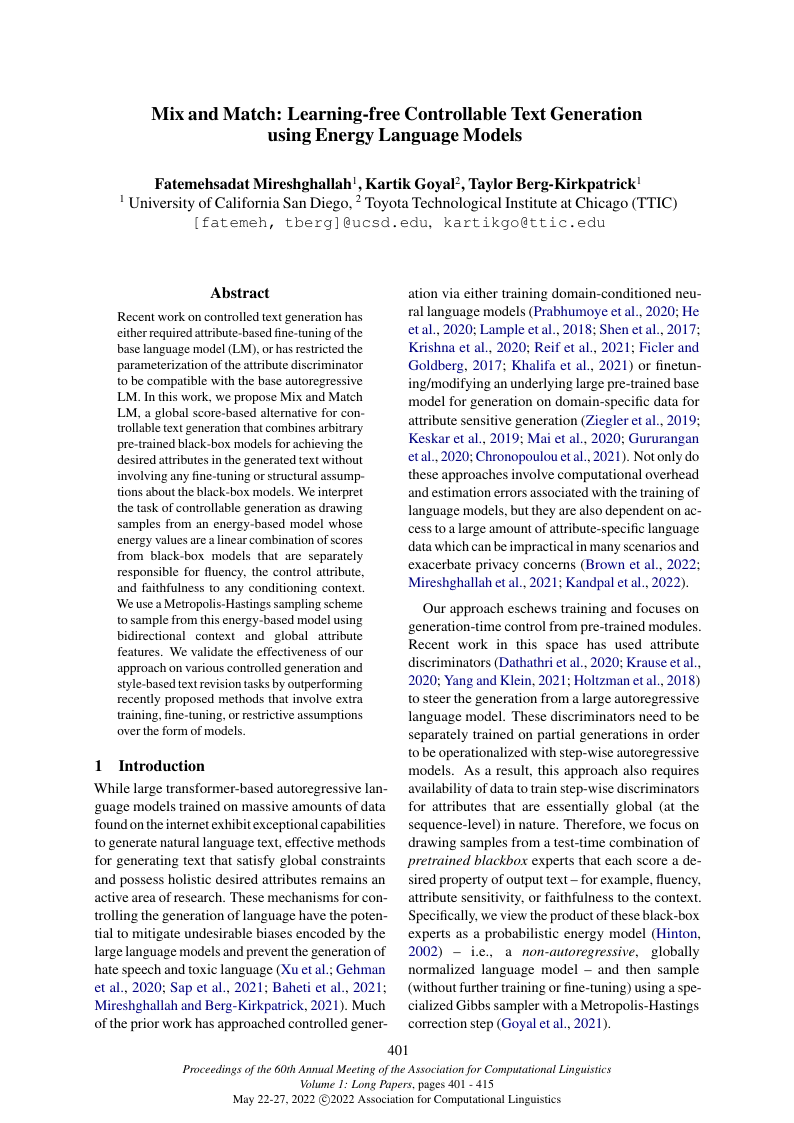 Mix and Match: Learning-free Controllable Text Generation
using Energy Language Models
Fatemehsadat Mireshghallah1, Kartik Goyal2, Taylor Berg-Kirkpatrick1
1 University of California San Diego, 2 Toyota Technological Institute at Chicago (TTIC)
[fatemeh, tberg]@ucsd.edu, kartikgo@ttic.edu
Abstract
Recent work on controlled text generation has
either required attribute-based fine-tuning of the
base language model (LM), or has restricted the
parameterization of the attribute discriminator
to be compatible with the base autoregressive
LM. In this work, we propose Mix and Match
LM, a global score-based alternative for con-
trollable text generation that combines arbitrary
pre-trained black-box models for achieving the
desired attributes in the generated text without
involving any fine-tuning or structural assump-
tions about the black-box models. We interpret
the task of controllable generation as drawing
samples from an energy-based model whose
energy values are a linear combination of scores
from black-box models that are separately
responsible for fluency, the control attribute,
and faithfulness to any conditioning context.
We use a Metropolis-Hastings sampling scheme
to sample from this energy-based model using
bidirectional context and global attribute
features. We validate the effectiveness of our
approach on various controlled generation and
style-based text revision tasks by outperforming
recently proposed methods that involve extra
training, fine-tuning, or restrictive assumptions
over the form of models.
1 Introduction
While large transformer-based autoregressive lan-
guage models trained on massive amounts of data
found on the internet exhibit exceptional capabilities
to generate natural language text, effective methods
for generating text that satisfy global constraints
and possess holistic desired attributes remains an
active area of research. These mechanisms for con-
trolling the generation of language have the poten-
tial to mitigate undesirable biases encoded by the
large language models and prevent the generation of
hate speech and toxic language (Xu et al.; Gehman
et al., 2020; Sap et al., 2021; Baheti et al., 2021;
Mireshghallah and Berg-Kirkpatrick, 2021). Much
of the prior work has approached controlled gener-
ation via either training domain-conditioned neu-
ral language models (Prabhumoye et al., 2020; He
et al., 2020; Lample et al., 2018; Shen et al., 2017;
Krishna et al., 2020; Reif et al., 2021; Ficler and
Goldberg, 2017; Khalifa et al., 2021) or finetun-
ing/modifying an underlying large pre-trained base
model for generation on domain-specific data for
attribute sensitive generation (Ziegler et al., 2019;
Keskar et al., 2019; Mai et al., 2020; Gururangan
et al., 2020; Chronopoulou et al., 2021). Not only do
these approaches involve computational overhead
and estimation errors associated with the training of
language models, but they are also dependent on ac-
cess to a large amount of attribute-specific language
data which can be impractical in many scenarios and
exacerbate privacy concerns (Brown et al., 2022;
Mireshghallah et al., 2021; Kandpal et al., 2022).
Our approach eschews training and focuses on
generation-time control from pre-trained modules.
Recent work in this space has used attribute
discriminators (Dathathri et al., 2020; Krause et al.,
2020; Yang and Klein, 2021; Holtzman et al., 2018)
to steer the generation from a large autoregressive
language model. These discriminators need to be
separately trained on partial generations in order
to be operationalized with step-wise autoregressive
models. As a result, this approach also requires
availability of data to train step-wise discriminators
for attributes that are essentially global (at the
sequence-level) in nature. Therefore, we focus on
drawing samples from a test-time combination of
pretrained blackbox experts that each score a de-
sired property of output text – for example, fluency,
attribute sensitivity, or faithfulness to the context.
Specifically, we view the product of these black-box
experts as a probabilistic energy model (Hinton,
2002) – i.e., a non-autoregressive, globally
normalized language model – and then sample
(without further training or fine-tuning) using a spe-
cialized Gibbs sampler with a Metropolis-Hastings
correction step (Goyal et al., 2021).
401
Proceedings of the 60th Annual Meeting of the Association for Computational Linguistics
Volume 1: Long Papers, pages 401 - 415
May 22-27, 2022 ©2022 Association for Computational Linguistics